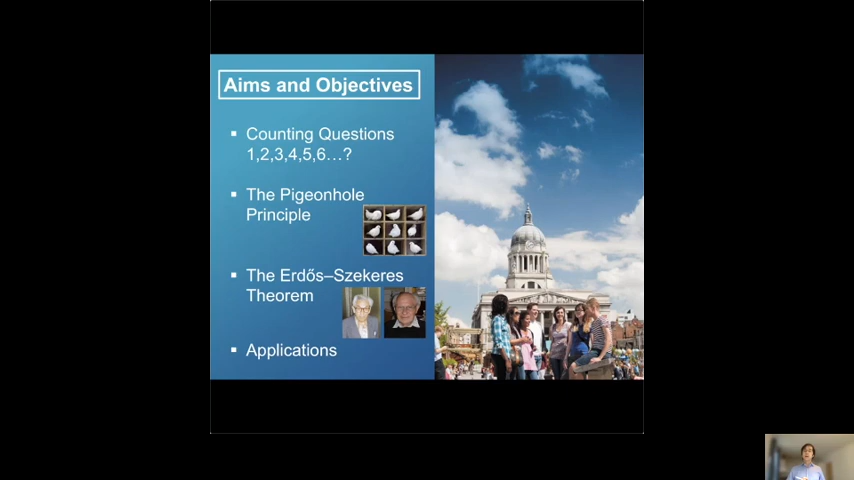 Aims and Objectives
▪ Counting Questions
1,2,3,4,5,6…?
▪ The Pigeonhole
Principle
▪ The Erdős–Szekeres
Theorem
▪ Applications